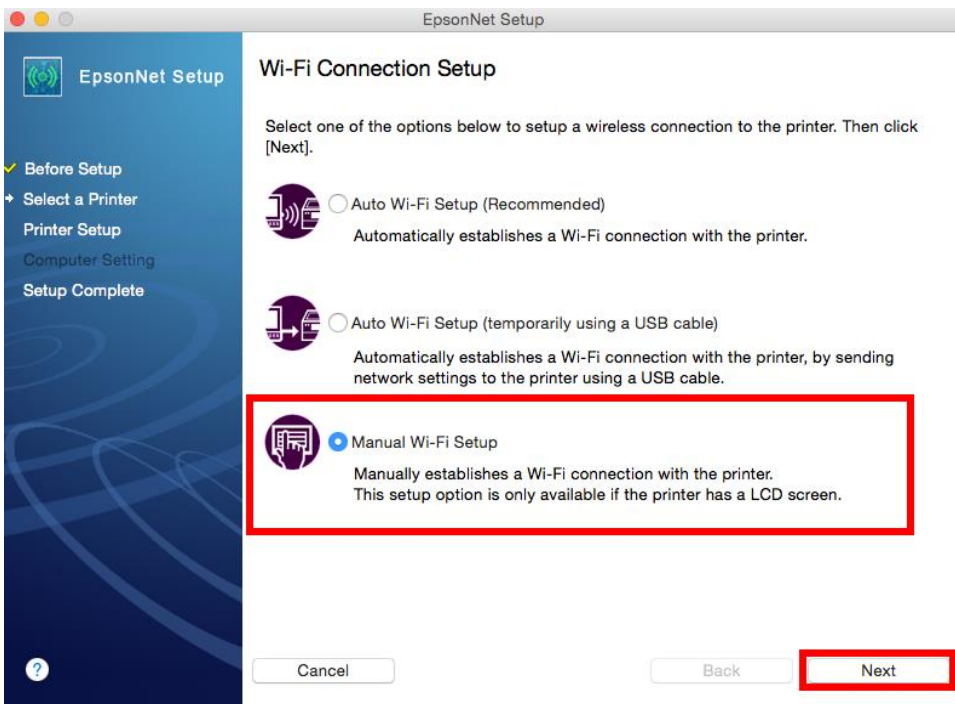 EpsonNet Setup
EpsonNet Setup
Before Setup
Select a Printer
Printer Setup
Computer Setting
Setup Complete
?
Wi-Fi Connection Setup
Select one of the options below to setup a wireless connection to the printer. Then click
[Next].
Auto Wi-Fi Setup (Recommended)
Automatically establishes a Wi-Fi connection with the printer.
Auto Wi-Fi Setup (temporarily using a USB cable)
Automatically establishes a Wi-Fi connection with the printer, by sending
network settings to the printer using a USB cable.
Manual Wi-Fi Setup
Manually establishes a Wi-Fi connection with the printer.
This setup option is only available if the printer has a LCD screen.
Cancel
Back
Next